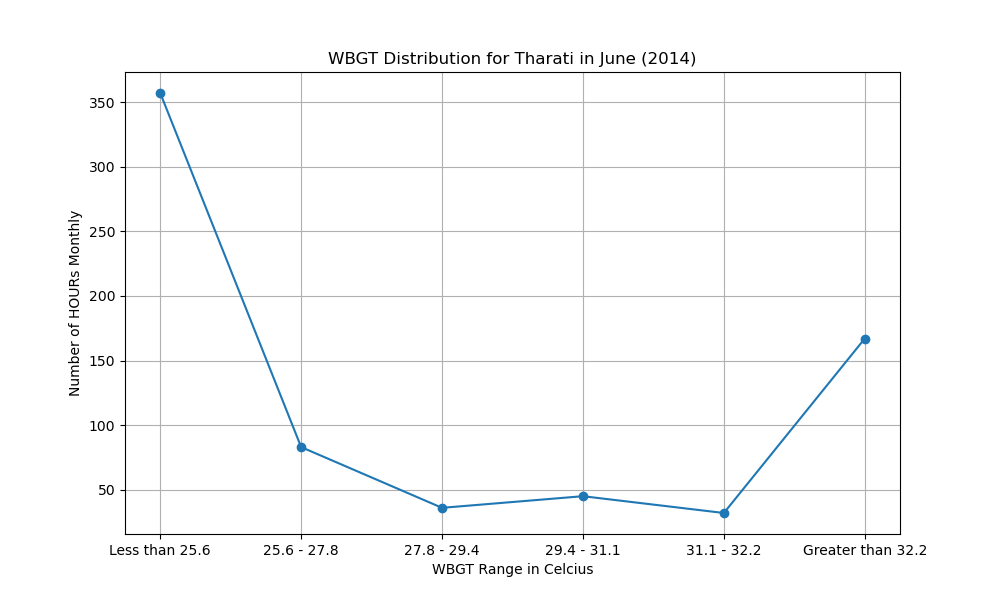 WBGT Distribution for Tharati in June (2014)
Number of HOURs Monthly
350
300
250
200
150
100
50
Less than 25.6
25.6 - 27.8
27.8 - 29.4
29.4 - 31.1
31.1 - 32.2
Greater than 32.2
WBGT Range in Celcius